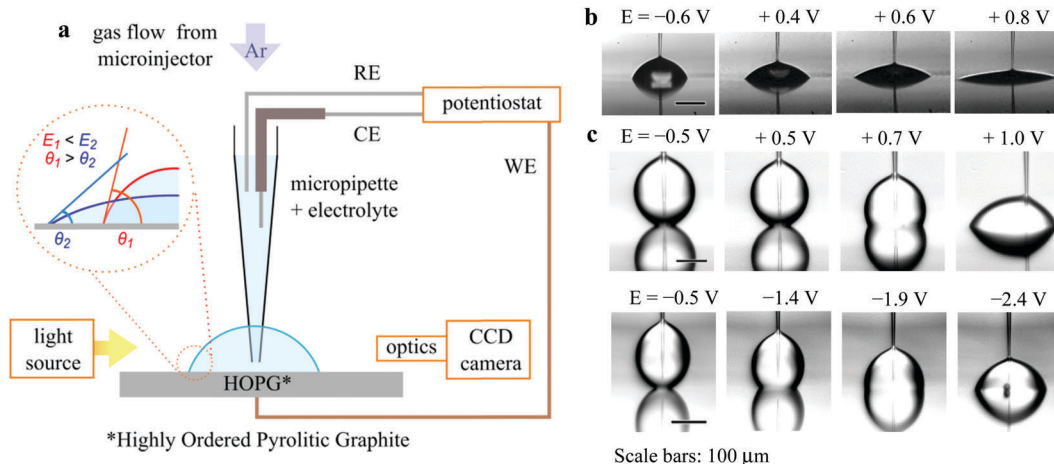 a
gas flow from
microinjector
Ar
RE
potentiostat
CE
WE
E₁ < E₂
θ₁ > θ₂
micropipette
+ electrolyte
θ₂
θ₁
light
source
optics
CCD
camera
HOPG*
*Highly Ordered Pyrolitic Graphite
b
E = −0.6 V
+ 0.4 V
+ 0.6 V
+ 0.8 V
c
E = −0.5 V
+ 0.5 V
+ 0.7 V
+ 1.0 V
E = −0.5 V
−1.4 V
−1.9 V
−2.4 V
Scale bars: 100 μm